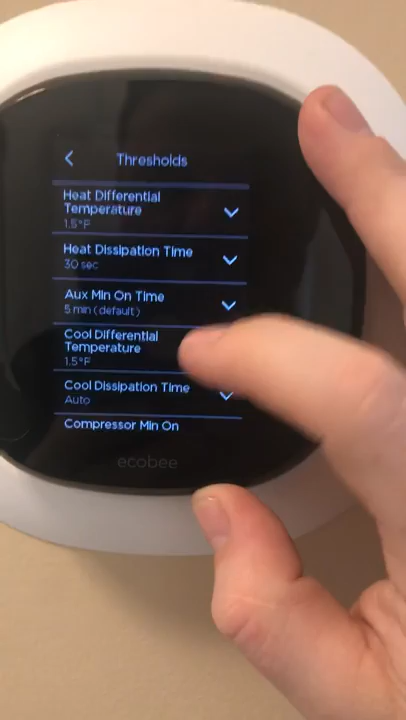 Thresholds
Heat Differential
Temperature
1.5°F
Heat Dissipation Time
30 sec
Aux Min On Time
5 min (default)
Cool Differential
Temperature
1.5°F
Cool Dissipation Time
Auto
Compressor Min On
ecobee